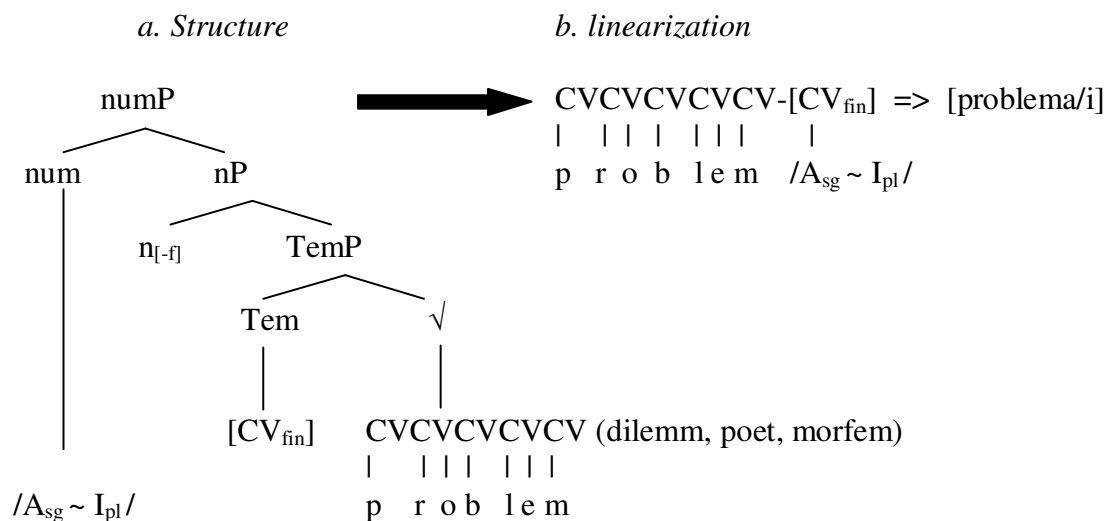 a. Structure b. linearization
numP CVCVCVCVCV-[CVfin] => [problema/i]
num nP p r o b l e m /Asg ~ Ipl/
n[-f] TemP
Tem √
[CVfin] CVCVCVCVCV (dilemm, poet, morfem)
/Asg ~ Ipl/ p r o b l e m